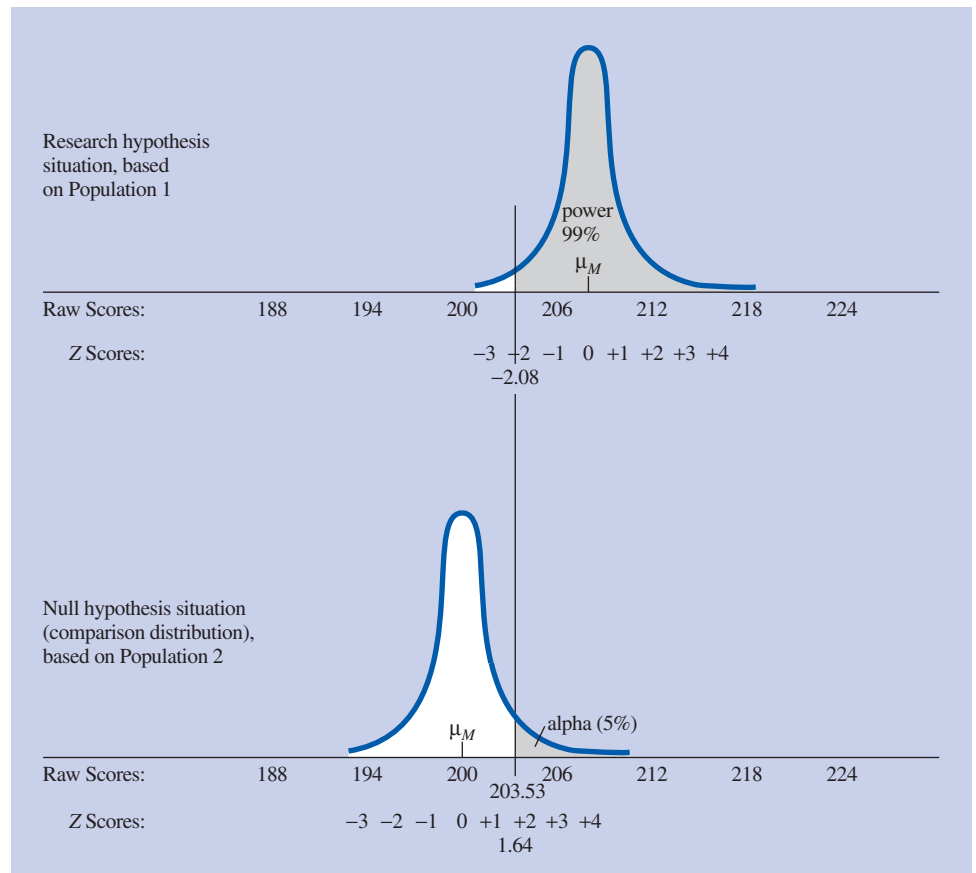 Research hypothesis
situation, based
on Population 1
power
99%
μM
Raw Scores: 188 194 200 206 212 218 224
Z Scores: −3 −2 −1 0 +1 +2 +3 +4
−2.08
Null hypothesis situation
(comparison distribution),
based on Population 2
μM
alpha (5%)
Raw Scores: 188 194 200 206 212 218 224
203.53
Z Scores: −3 −2 −1 0 +1 +2 +3 +4
1.64